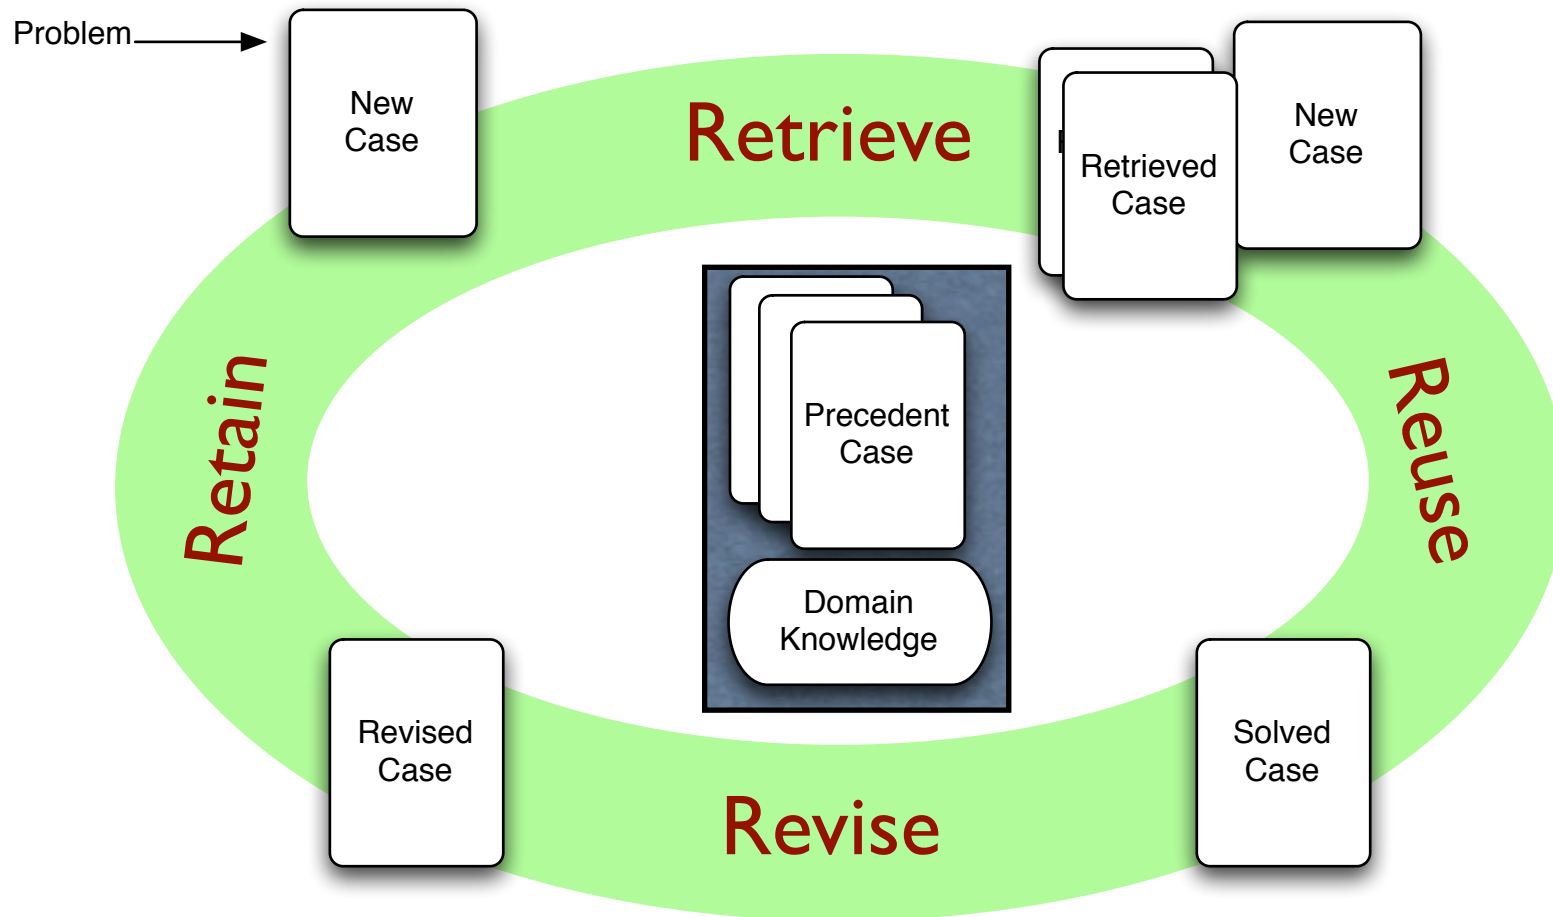 Problem
New
Case
Retrieve
Retrieved
Case
New
Case
Retain
Precedent
Case
Reuse
Domain
Knowledge
Revised
Case
Revise
Solved
Case